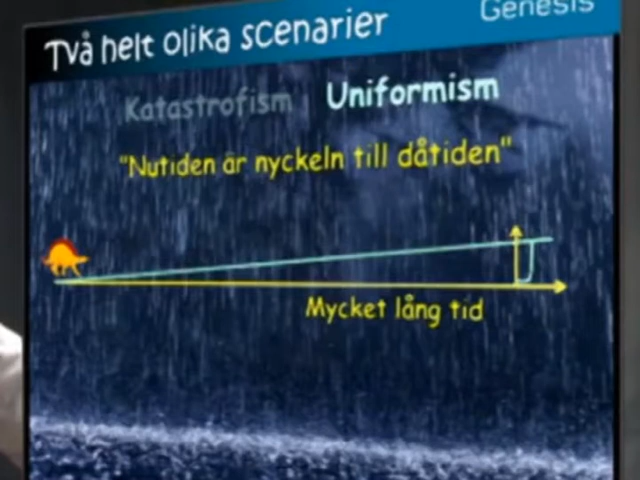 Två helt olika scenarier
Genesis
Katastrofism Uniformism
"Nutiden är nyckeln till dåtiden"
Mycket lång tid